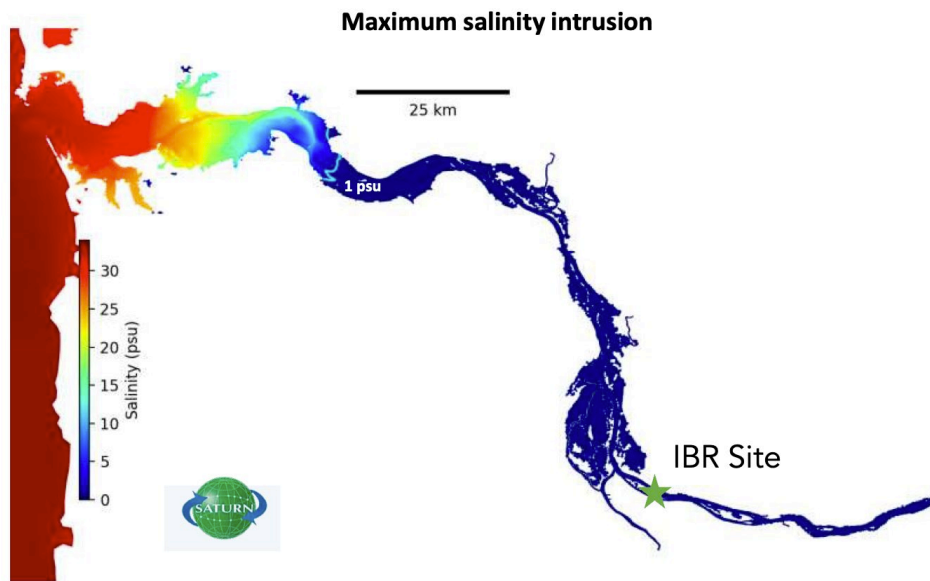 Maximum salinity intrusion
25 km
1 psu
30
25
20
15
10
5
0
Salinity (psu)
IBR Site
SATURN